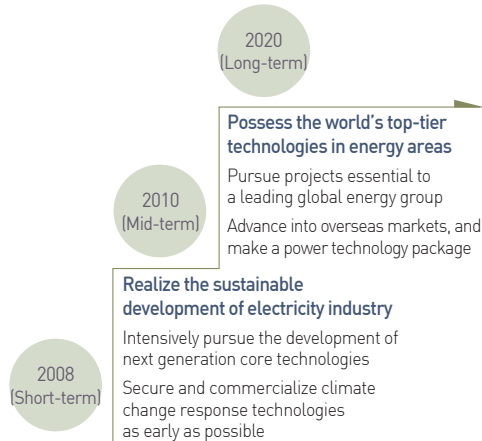 2020
(Long-term)
Possess the world's top-tier
technologies in energy areas
Pursue projects essential to
a leading global energy group
Advance into overseas markets, and
make a power technology package
2010
(Mid-term)
Realize the sustainable
development of electricity industry
Intensively pursue the development of
next generation core technologies
Secure and commercialize climate
change response technologies
as early as possible
2008
(Short-term)